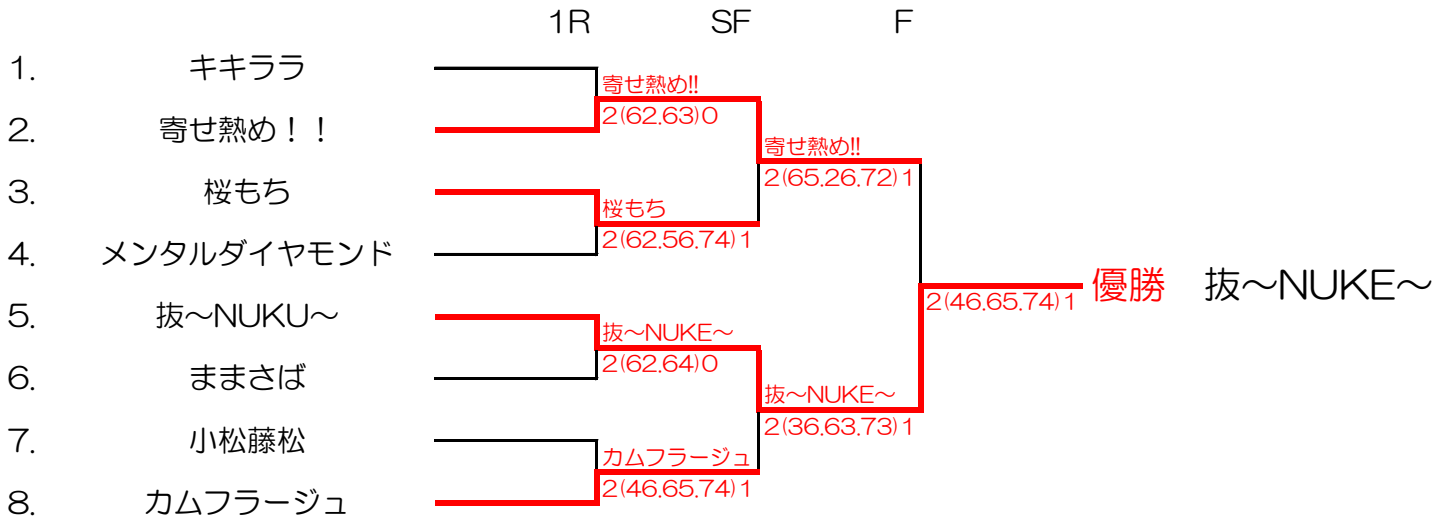 1R SF F
1. キキララ
寄せ熱め!!
2(62,63)0
2. 寄せ熱め！！
寄せ熱め!!
2(65,26,72)1
3. 桜もち
桜もち
2(62,56,74)1
4. メンタルダイヤモンド
優勝 抜～NUKE～
2(46,65,74)1
5. 抜～NUKU～
抜～NUKE～
2(62,64)0
6. ままさば
抜～NUKE～
2(36,63,73)1
7. 小松藤松
カムフラージュ
2(46,65,74)1
8. カムフラージュ